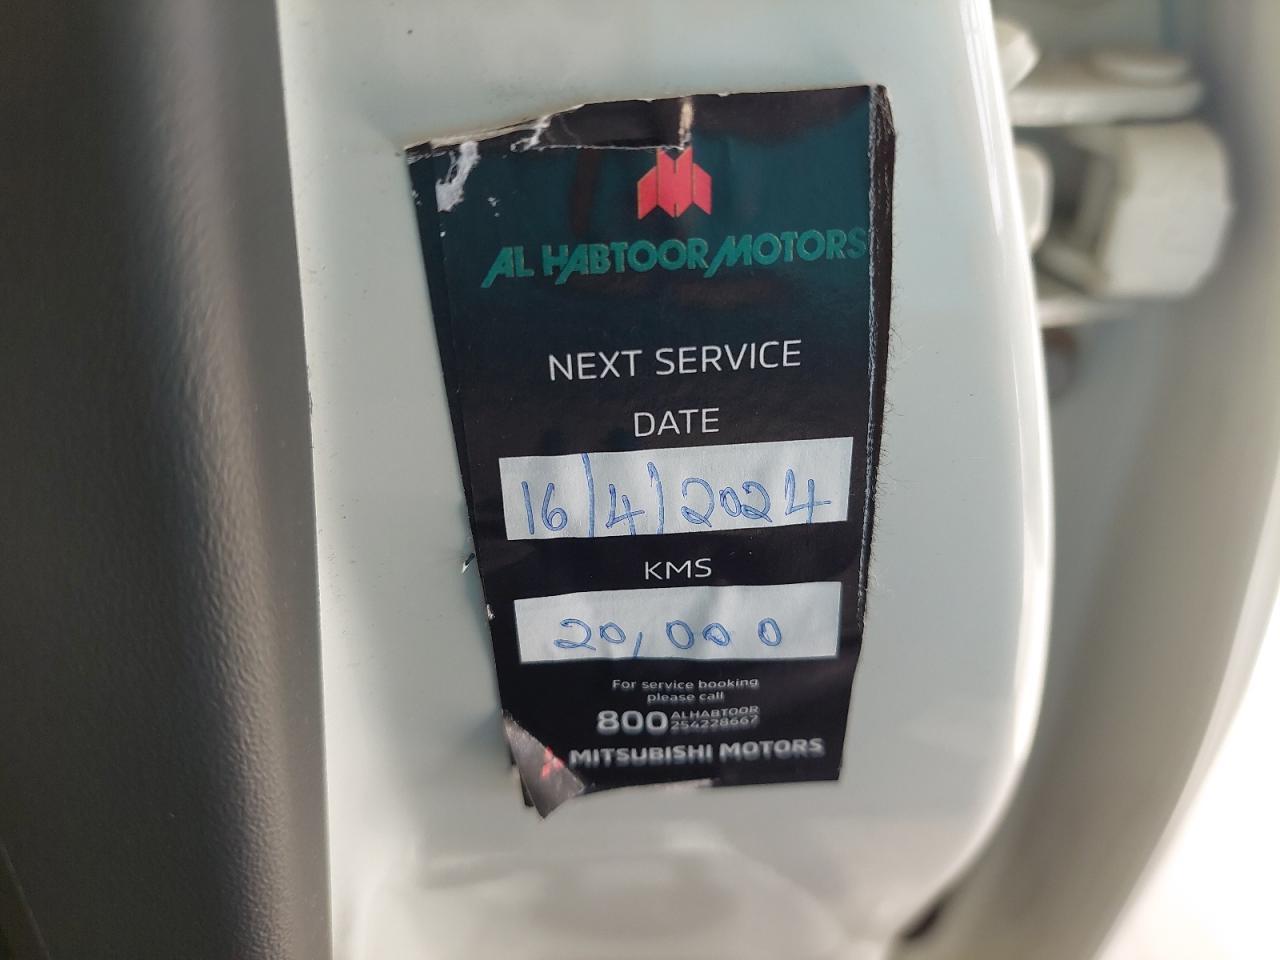 AL HABTOOR MOTORS
NEXT SERVICE
DATE
16/4/2024
KMS
20,000
For service booking
please call
800 ALHABTOOR
254228667
MITSUBISHI MOTORS